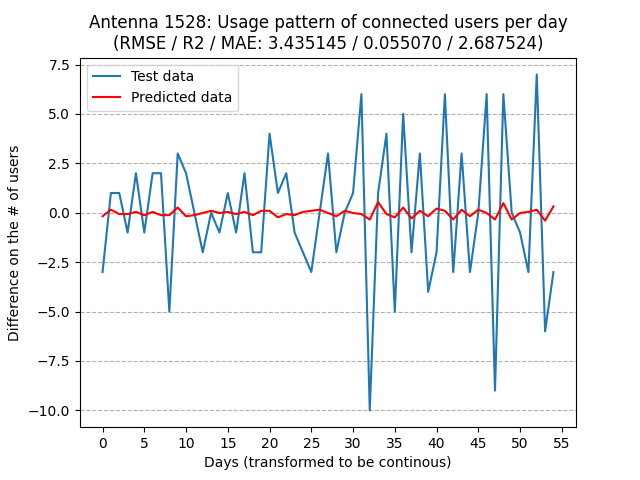 Antenna 1528: Usage pattern of connected users per day
(RMSE / R2 / MAE: 3.435145 / 0.055070 / 2.687524)
Test data
Predicted data
Difference on the # of users
7.5
5.0
2.5
0.0
−2.5
−5.0
−7.5
−10.0
0 5 10 15 20 25 30 35 40 45 50 55
Days (transformed to be continous)